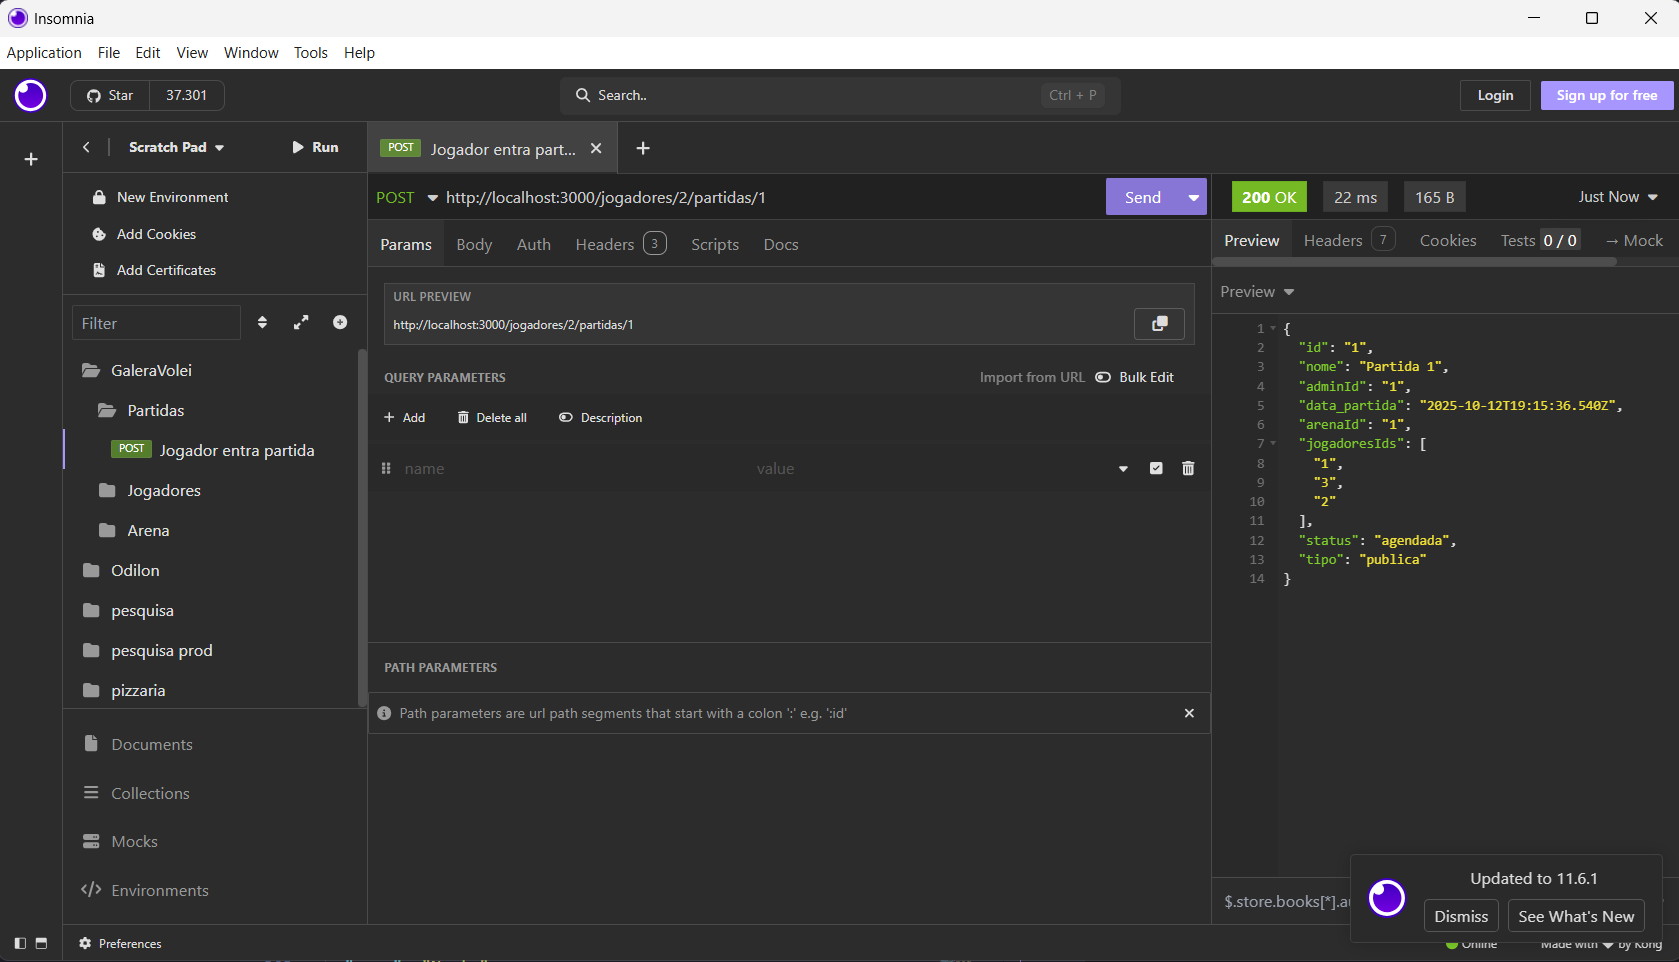 Insomnia
Application File Edit View Window Tools Help
Star 37.301
Search.. Ctrl + P
Login Sign up for free
Scratch Pad Run
New Environment
Add Cookies
Add Certificates
Filter
GaleraVolei
Partidas
POST Jogador entra partida
Jogadores
Arena
Odilon
pesquisa
pesquisa prod
pizzaria
Documents
Collections
Mocks
Environments
Preferences
POST Jogador entra part...
POST http://localhost:3000/jogadores/2/partidas/1 Send
Params Body Auth Headers 3 Scripts Docs
URL PREVIEW
http://localhost:3000/jogadores/2/partidas/1
QUERY PARAMETERS Import from URL Bulk Edit
Add Delete all Description
name value
PATH PARAMETERS
Path parameters are url path segments that start with a colon ':' e.g. ':id'
200 OK 22 ms 165 B Just Now
Preview Headers 7 Cookies Tests 0 / 0 → Mock
Preview
1 {
2 "id": "1",
3 "nome": "Partida 1",
4 "adminId": "1",
5 "data_partida": "2025-10-12T19:15:36.540Z",
6 "arenaId": "1",
7 "jogadoresIds": [
8 "1",
9 "3",
10 "2"
11 ],
12 "status": "agendada",
13 "tipo": "publica"
14 }
$.store.books[*].au
Updated to 11.6.1
Dismiss See What's New
Online Made with ❤ by Kong